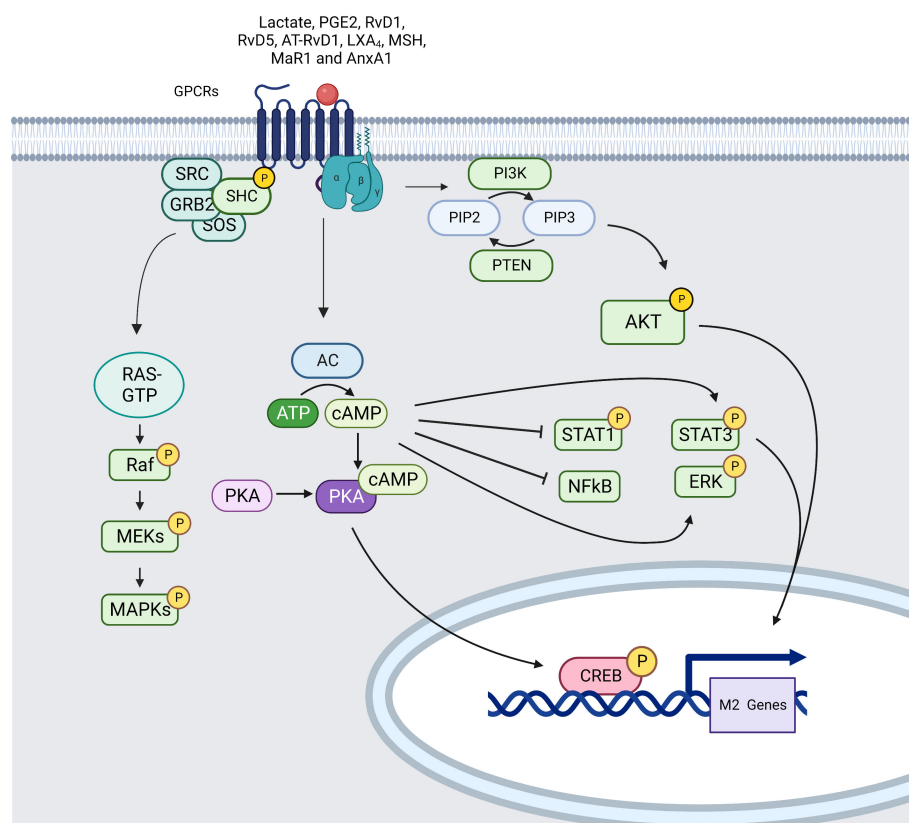 Lactate, PGE2, RvD1,
RvD5, AT-RvD1, LXA₄, MSH,
MaR1 and AnxA1
GPCRs
SRC
GRB2
SHC
SOS
P
α
β
γ
PI3K
PIP2
PIP3
PTEN
AKT
P
RAS-
GTP
Raf
P
MEKs
P
MAPKs
P
AC
ATP
cAMP
PKA
PKA
cAMP
STAT1
P
NFkB
STAT3
P
ERK
P
CREB
P
M2 Genes